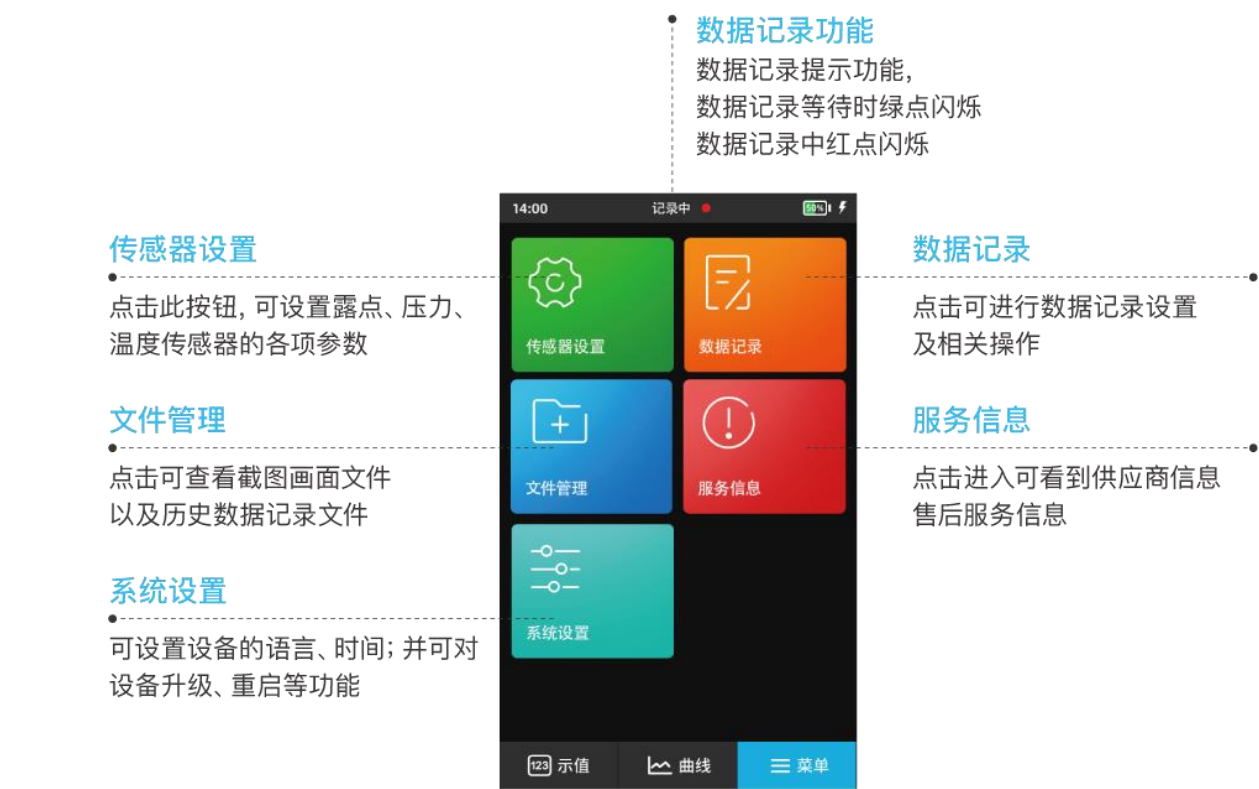 数据记录功能
数据记录提示功能,
数据记录等待时绿点闪烁
数据记录中红点闪烁
14:00
记录中
50%
传感器设置
点击此按钮, 可设置露点、压力、
温度传感器的各项参数
传感器设置
数据记录
数据记录
点击可进行数据记录设置
及相关操作
文件管理
点击可查看截图画面文件
以及历史数据记录文件
文件管理
服务信息
服务信息
点击进入可看到供应商信息
售后服务信息
系统设置
可设置设备的语言、时间; 并可对
设备升级、重启等功能
系统设置
123 示值
曲线
菜单